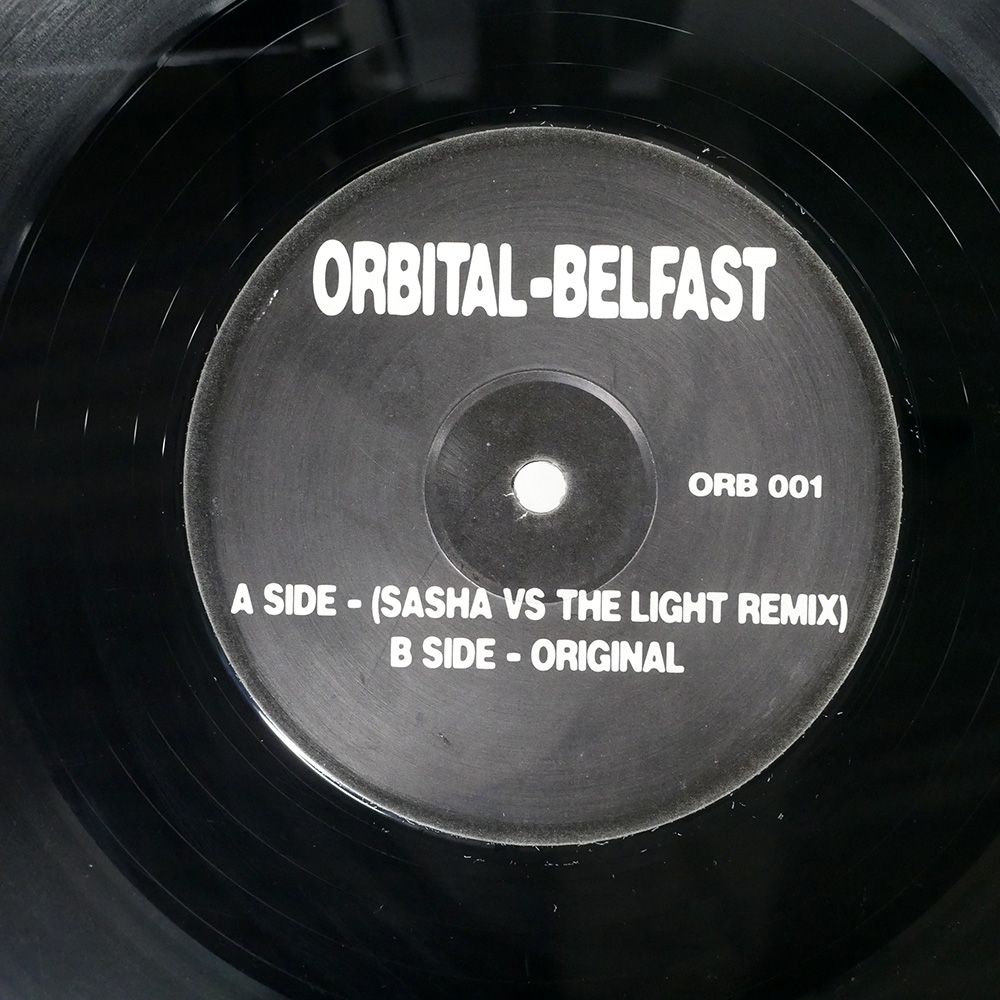 ORBITAL-BELFAST
ORB 001
A SIDE - (SASHA VS THE LIGHT REMIX)
B SIDE - ORIGINAL